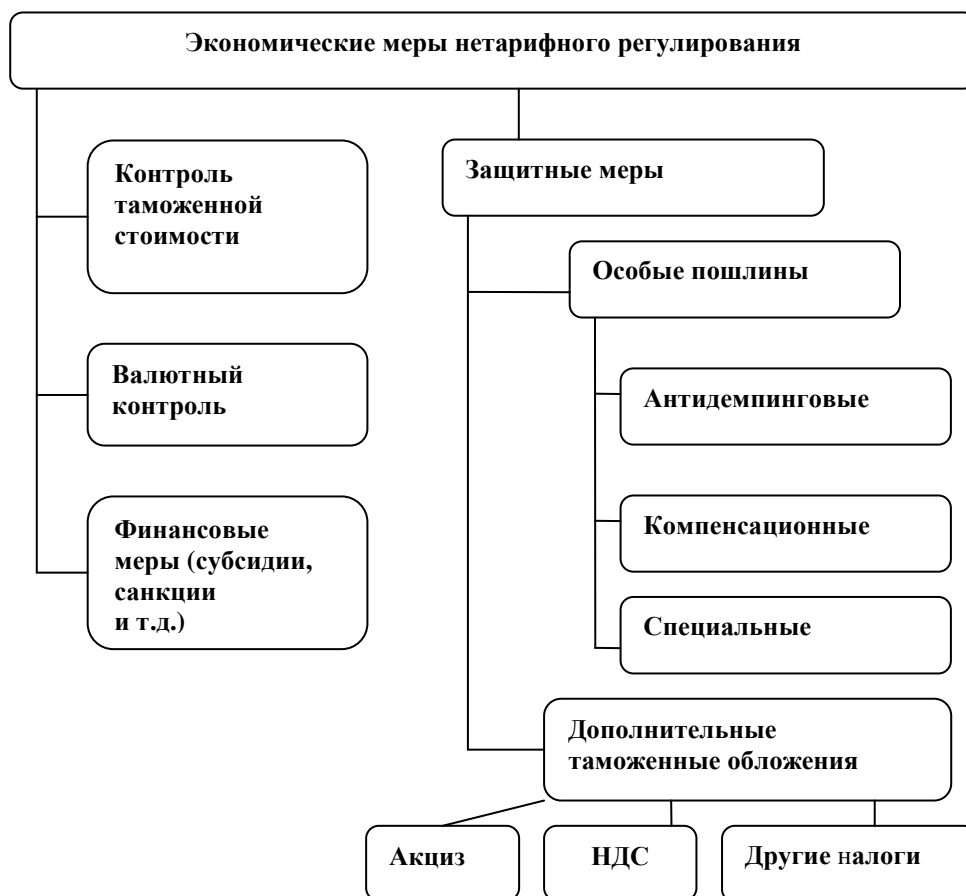 Экономические меры нетарифного регулирования
Контроль
таможенной
стоимости
Валютный
контроль
Финансовые
меры (субсидии,
санкции
и т.д.)
Защитные меры
Особые пошлины
Антидемпинговые
Компенсационные
Специальные
Дополнительные
таможенные обложения
Акциз
НДС
Другие налоги